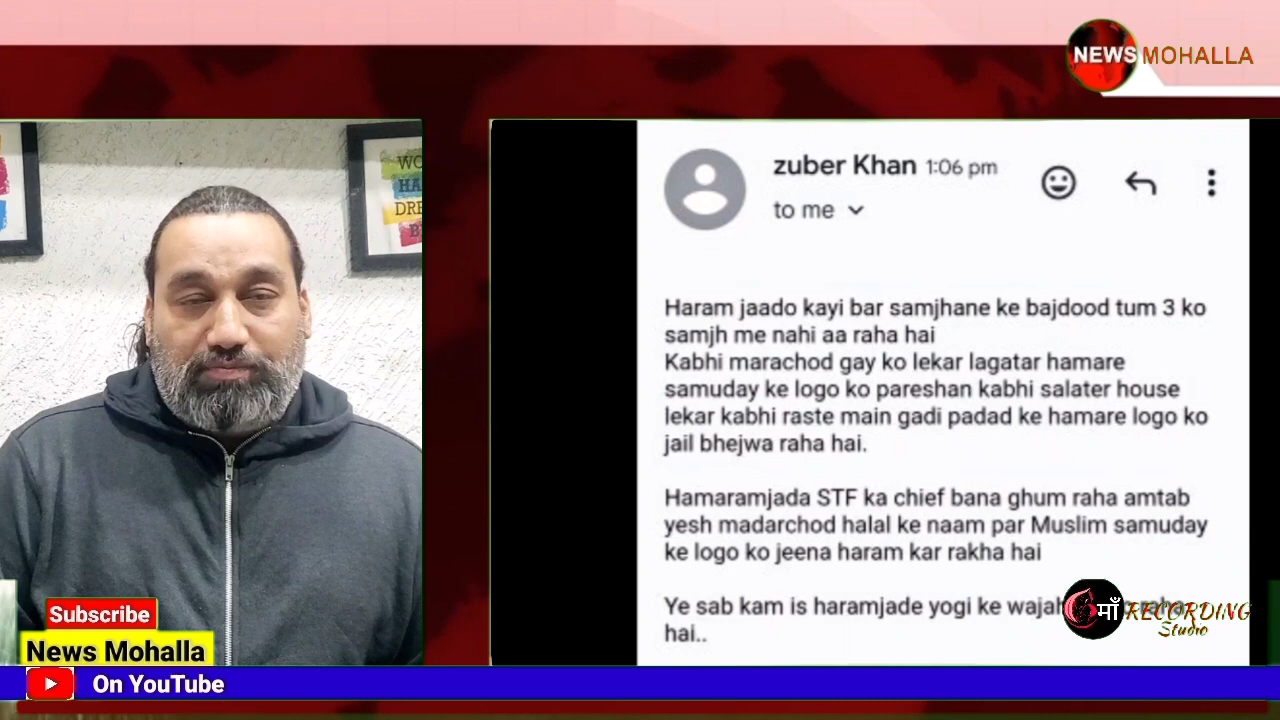 NEWS MOHALLA
WO
HA
DRE
B
zuber Khan 1:06 pm
to me
Haram jaado kayi bar samjhane ke bajdood tum 3 ko
samjh me nahi aa raha hai
Kabhi marachod gay ko lekar lagatar hamare
samuday ke logo ko pareshan kabhi salater house
lekar kabhi raste main gadi padad ke hamare logo ko
jail bhejwa raha hai.
Hamaramjada STF ka chief bana ghum raha amtab
yesh madarchod halal ke naam par Muslim samuday
ke logo ko jeena haram kar rakha hai
Ye sab kam is haramjade yogi ke wajah
hai..
माँ RECORDING
Studio
Subscribe
News Mohalla
On YouTube